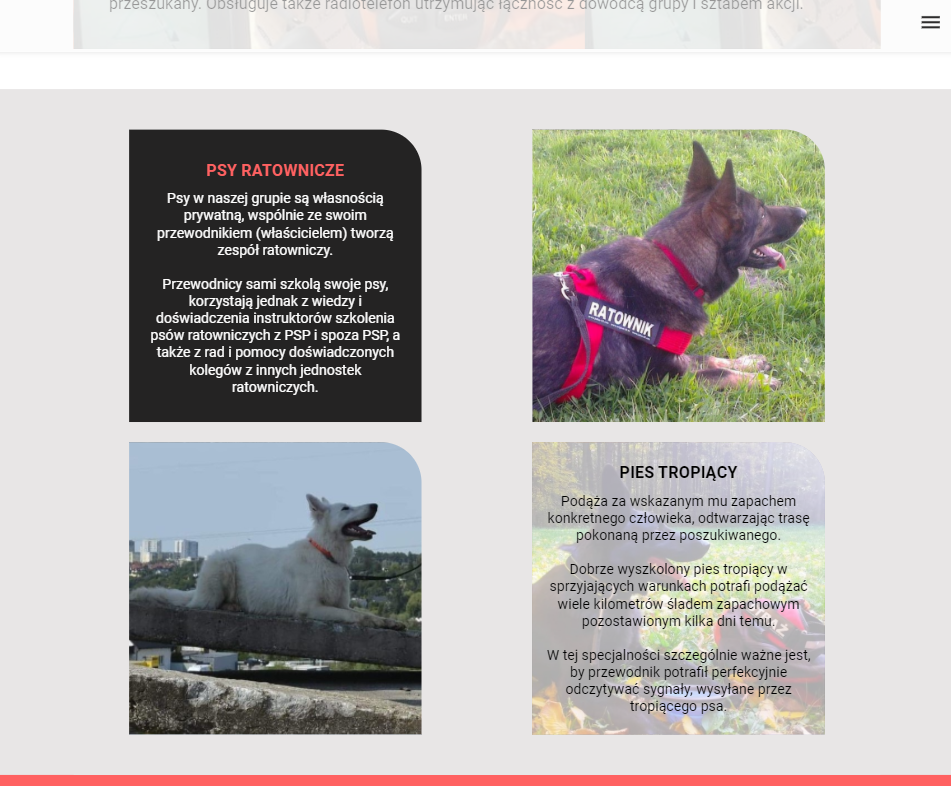 przeszukany. Obsługuje także radiotelefon utrzymując łączność z dowódcą grupy i sztabem akcji.
PSY RATOWNICZE
Psy w naszej grupie są własnością
prywatną, wspólnie ze swoim
przewodnikiem (właścicielem) tworzą
zespół ratowniczy.
Przewodnicy sami szkolą swoje psy,
korzystają jednak z wiedzy i
doświadczenia instruktorów szkolenia
psów ratowniczych z PSP i spoza PSP, a
także z rad i pomocy doświadczonych
kolegów z innych jednostek
ratowniczych.
RATOWNIK
PIES TROPIĄCY
Podąża za wskazanym mu zapachem
konkretnego człowieka, odtwarzając trasę
pokonaną przez poszukiwanego.
Dobrze wyszkolony pies tropiący w
sprzyjających warunkach potrafi podążać
wiele kilometrów śladem zapachowym
pozostawionym kilka dni temu.
W tej specjalności szczególnie ważne jest,
by przewodnik potrafił perfekcyjnie
odczytywać sygnały, wysyłane przez
tropiącego psa.